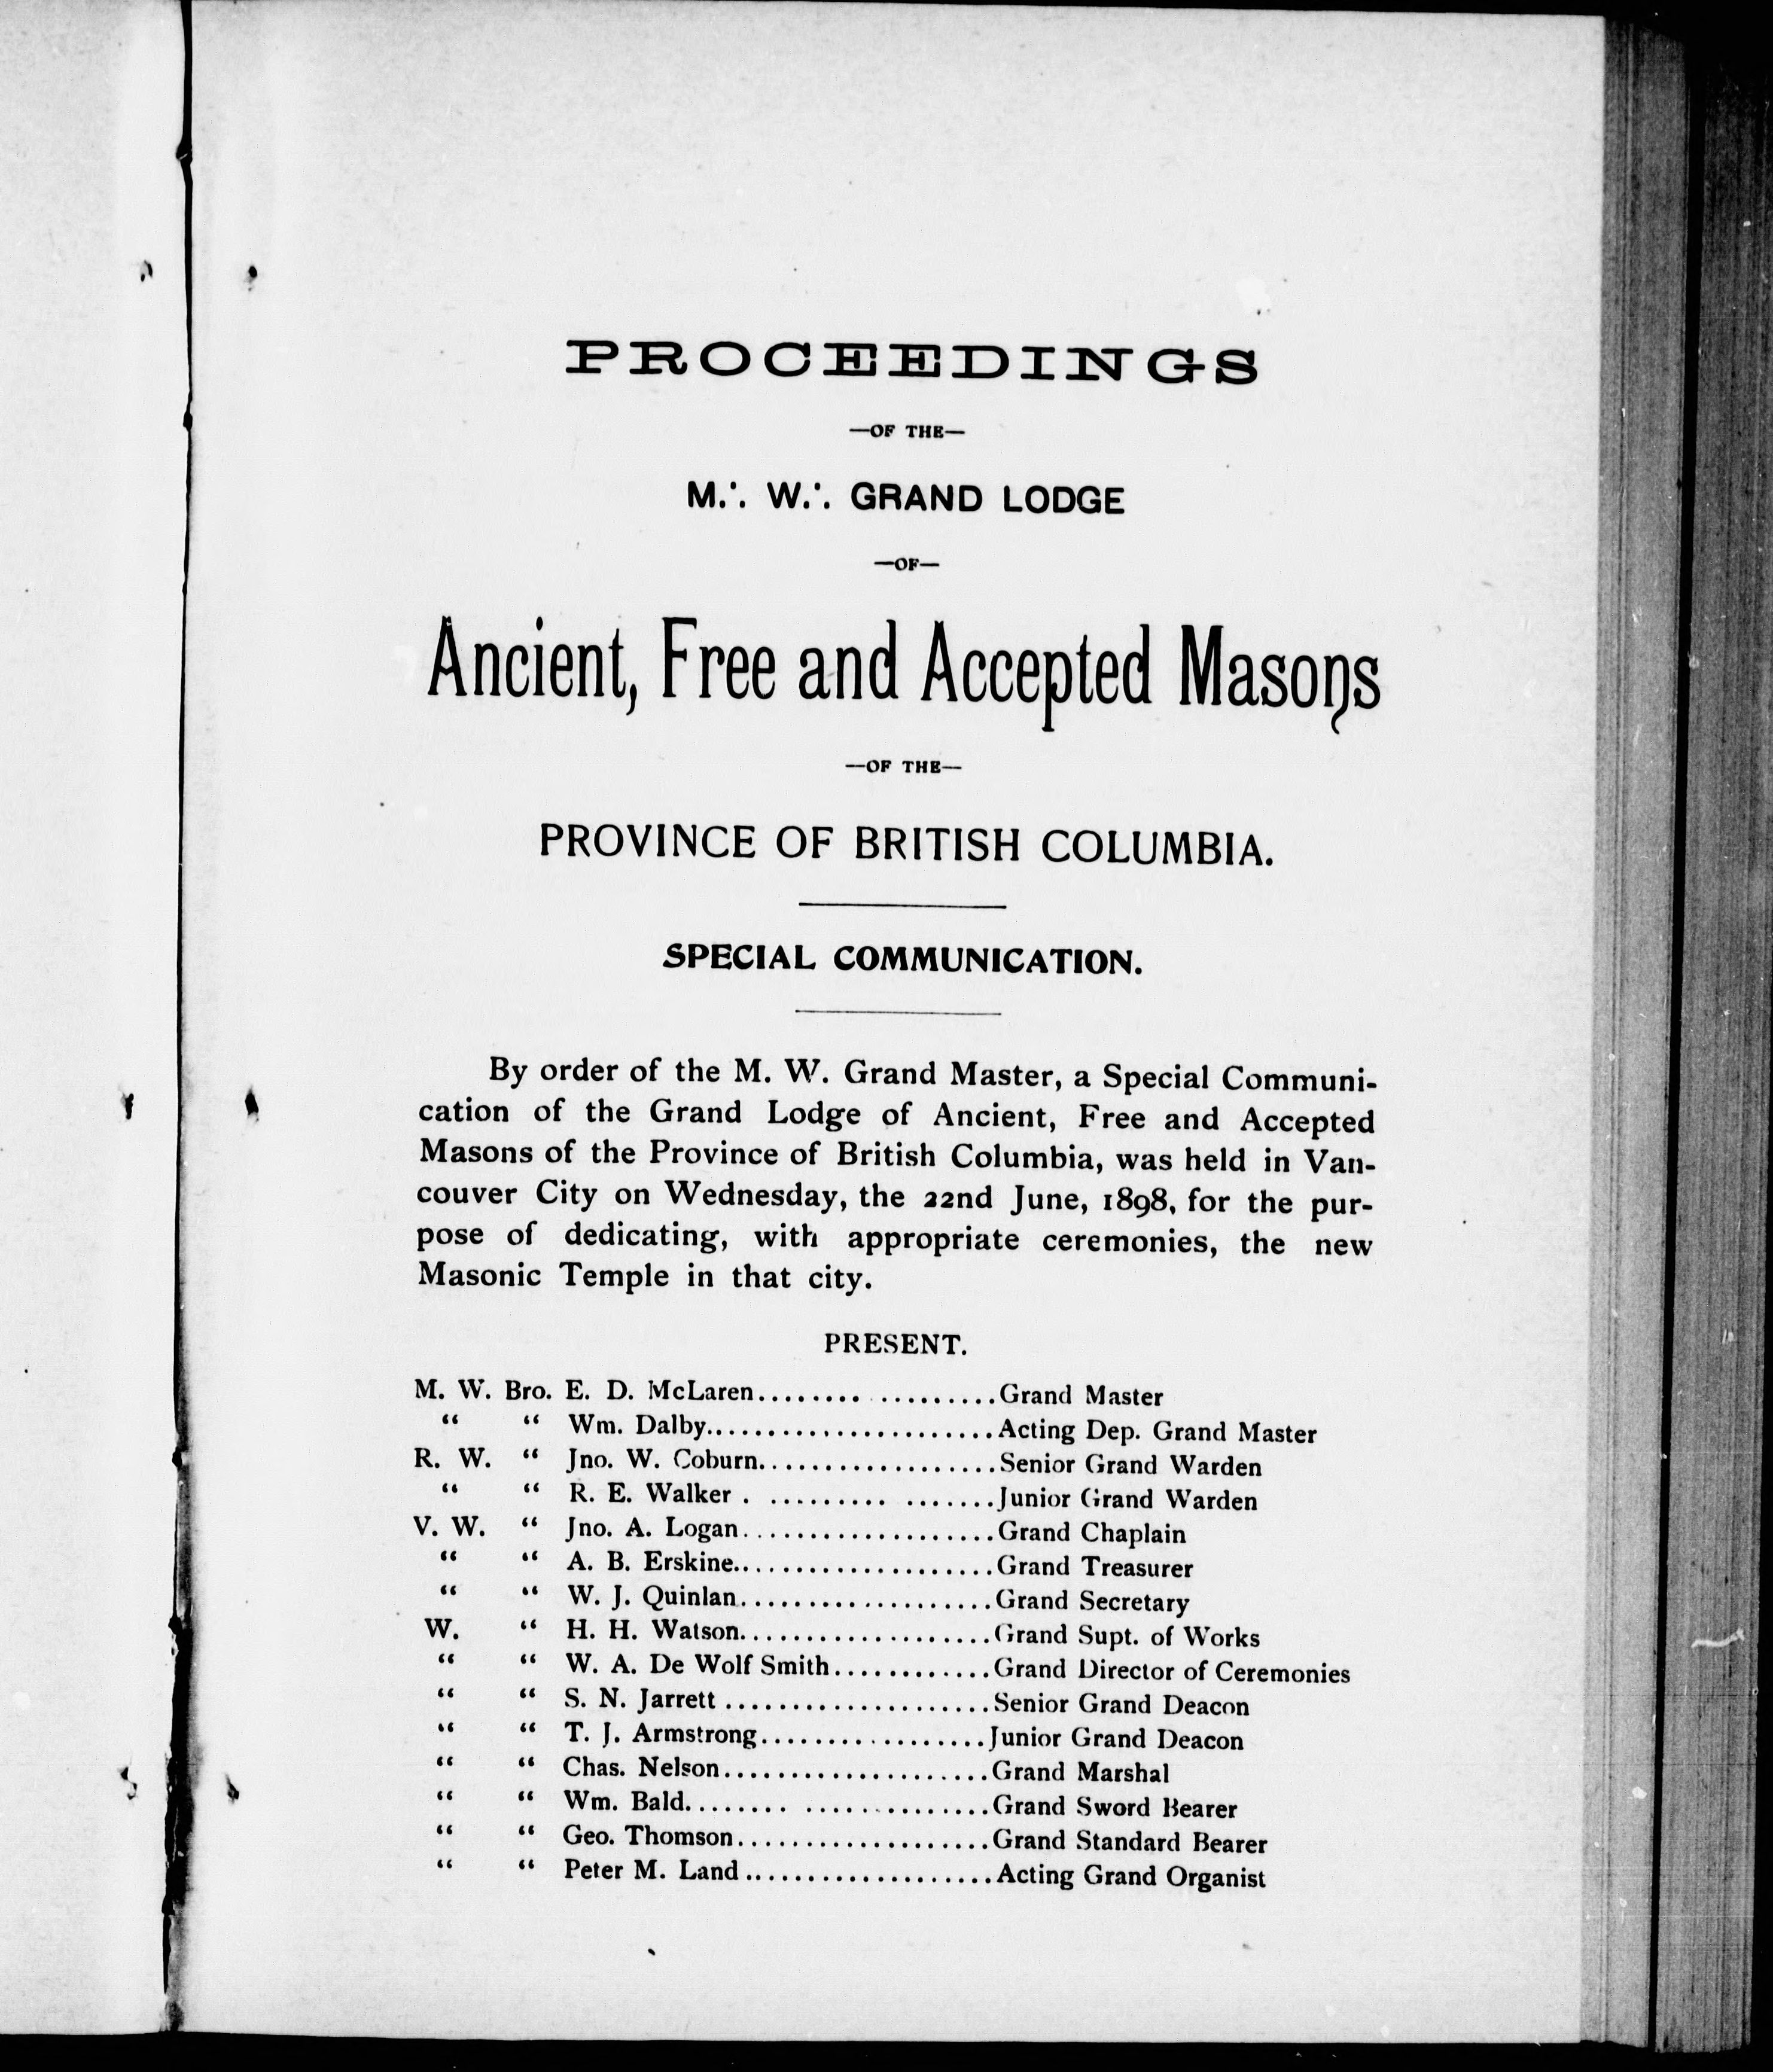 PROCEEDINGS
—OF THE—
M.·. W.·. GRAND LODGE
—OF—
Ancient, Free and Accepted Masons
—OF THE—
PROVINCE OF BRITISH COLUMBIA.
SPECIAL COMMUNICATION.
By order of the M. W. Grand Master, a Special Communi-
cation of the Grand Lodge of Ancient, Free and Accepted
Masons of the Province of British Columbia, was held in Van-
couver City on Wednesday, the 22nd June, 1898, for the pur-
pose of dedicating, with appropriate ceremonies, the new
Masonic Temple in that city.
PRESENT.
M. W. Bro. E. D. McLaren........ .........Grand Master
“ “ Wm. Dalby.....................Acting Dep. Grand Master
R. W. “ Jno. W. Coburn..................Senior Grand Warden
“ “ R. E. Walker . ......... .......Junior Grand Warden
V. W. “ Jno. A. Logan...................Grand Chaplain
“ “ A. B. Erskine....................Grand Treasurer
“ “ W. J. Quinlan...................Grand Secretary
W. “ H. H. Watson...................Grand Supt. of Works
“ “ W. A. De Wolf Smith............Grand Director of Ceremonies
“ “ S. N. Jarrett ....................Senior Grand Deacon
“ “ T. J. Armstrong.................Junior Grand Deacon
“ “ Chas. Nelson....................Grand Marshal
“ “ Wm. Bald........ ..............Grand Sword Bearer
“ “ Geo. Thomson...................Grand Standard Bearer
“ “ Peter M. Land ...................Acting Grand Organist